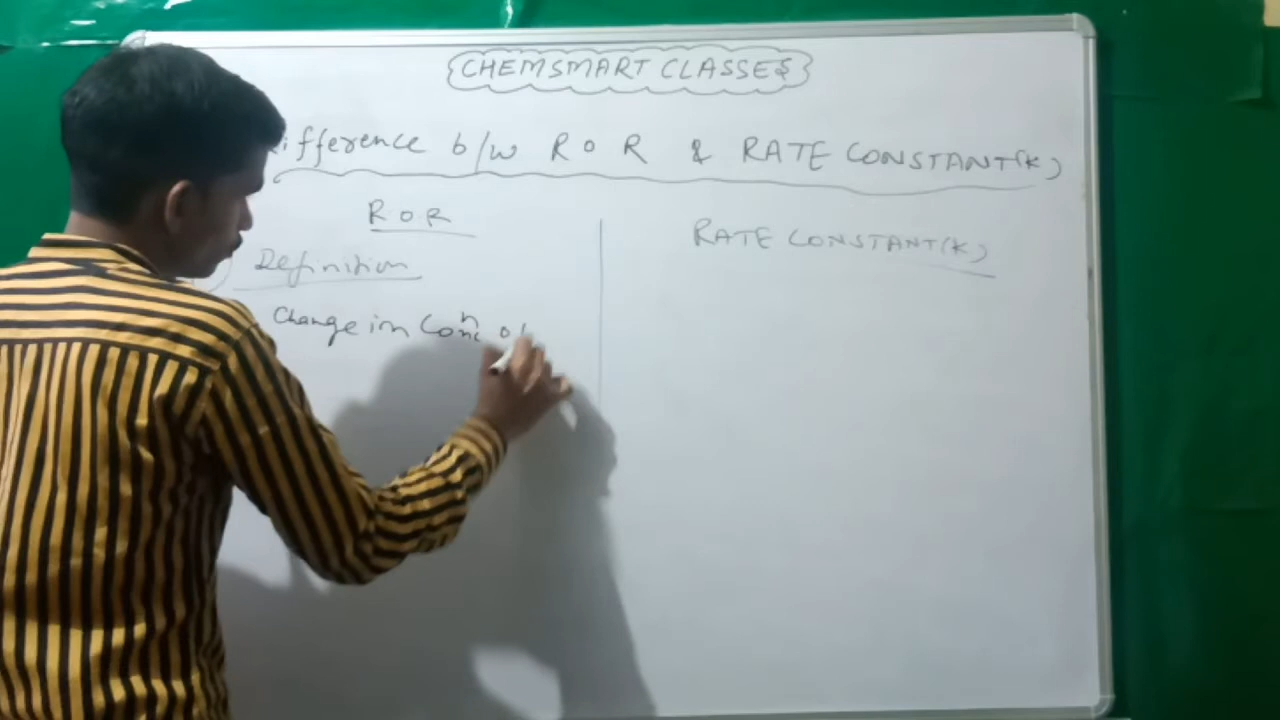 CHEMSMART CLASSES
ifference b/w R O R & RATE CONSTANT(K)
R O R
RATE CONSTANT(K)
Definition
Change in Concn